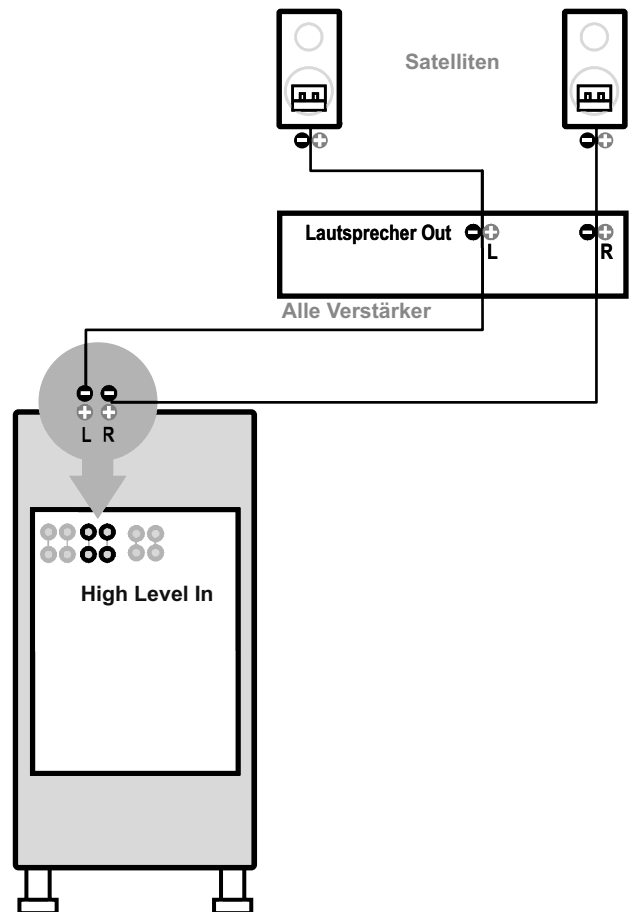 Satelliten
Lautsprecher Out
L
R
Alle Verstärker
L R
High Level In